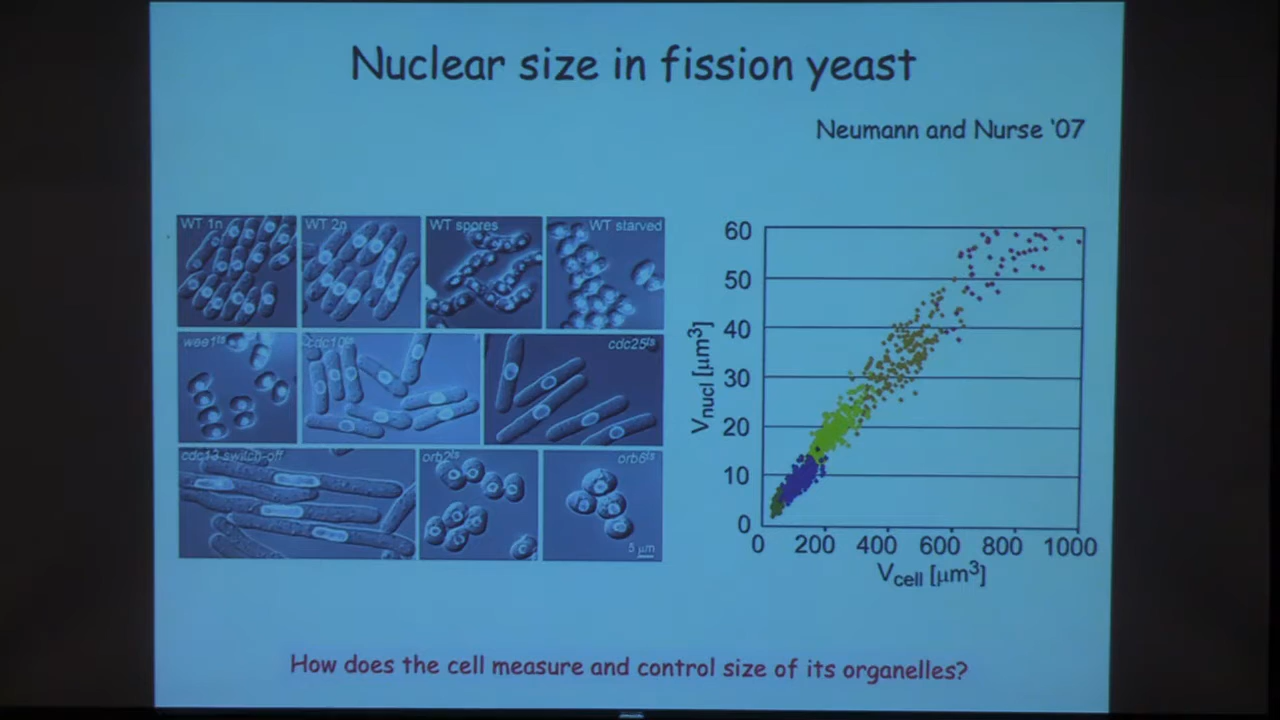 Nuclear size in fission yeast
Neumann and Nurse '07
WT 1n
WT 2n
WT spores
WT starved
wee1ts
cdc10ts
cdc25ts
cdc13 switch-off
orb2ts
orb6ts
5 μm
60
50
40
30
20
10
0
Vnucl [μm3]
0 200 400 600 800 1000
Vcell [μm3]
How does the cell measure and control size of its organelles?